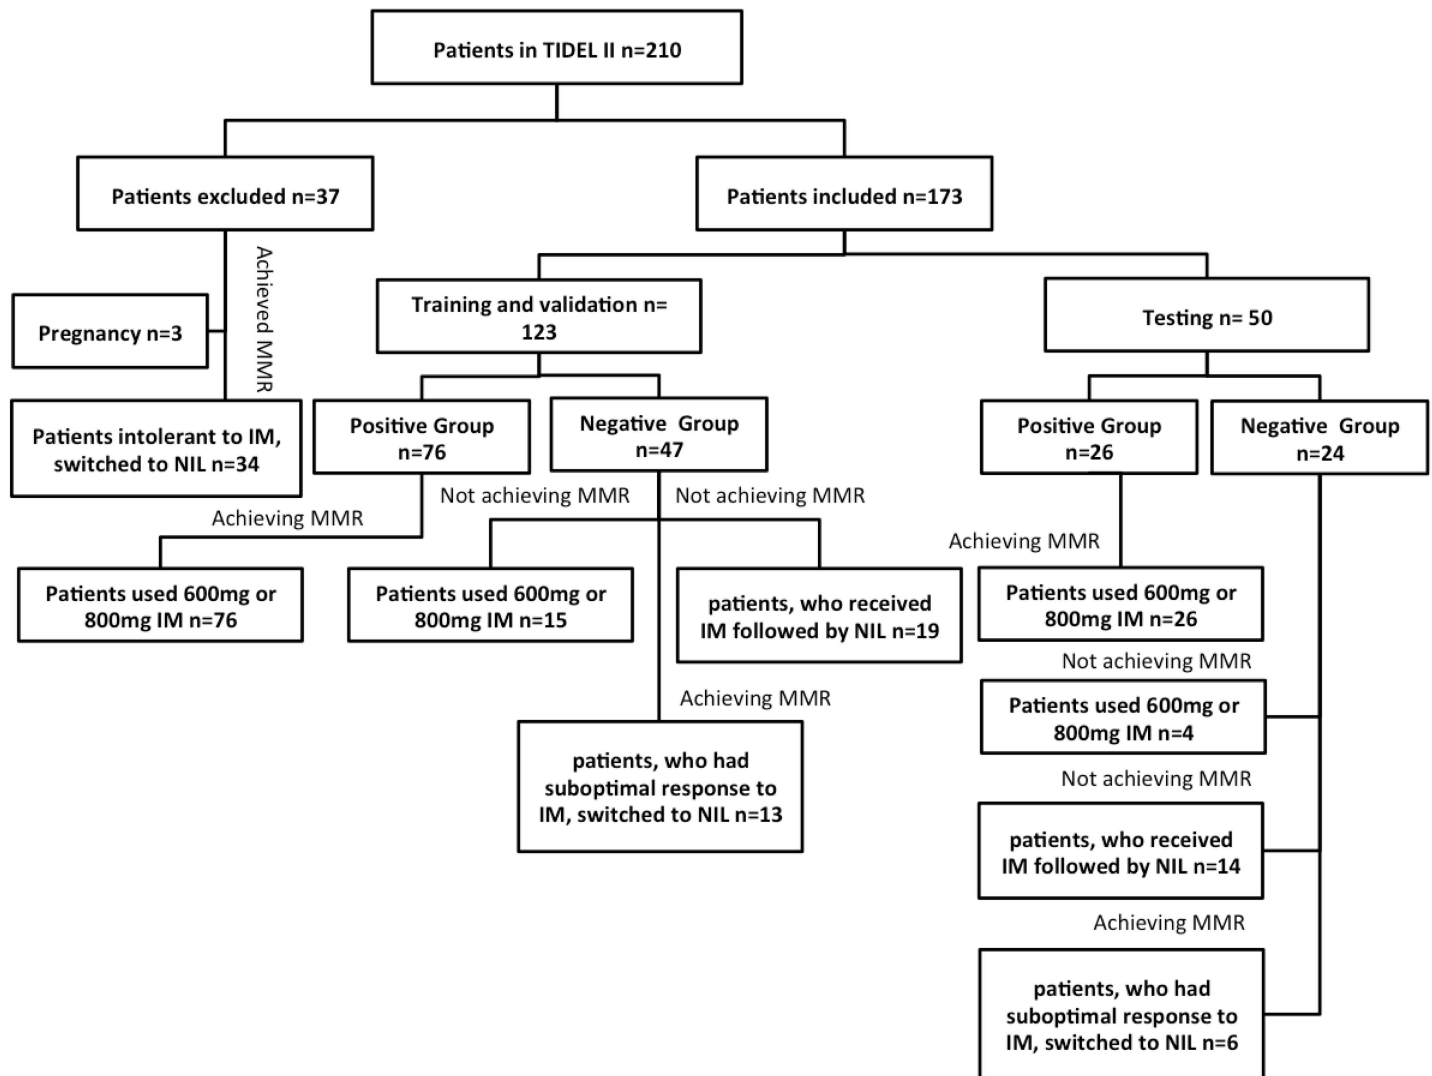 Patients in TIDEL II n=210
Patients excluded n=37
Patients included n=173
Achieved MMR
Pregnancy n=3
Patients intolerant to IM,
switched to NIL n=34
Training and validation n=
123
Testing n= 50
Positive Group
n=76
Negative Group
n=47
Positive Group
n=26
Negative Group
n=24
Achieving MMR
Not achieving MMR
Not achieving MMR
Patients used 600mg or
800mg IM n=76
Patients used 600mg or
800mg IM n=15
patients, who received
IM followed by NIL n=19
Achieving MMR
patients, who had
suboptimal response to
IM, switched to NIL n=13
Achieving MMR
Patients used 600mg or
800mg IM n=26
Not achieving MMR
Patients used 600mg or
800mg IM n=4
Not achieving MMR
patients, who received
IM followed by NIL n=14
Achieving MMR
patients, who had
suboptimal response to
IM, switched to NIL n=6